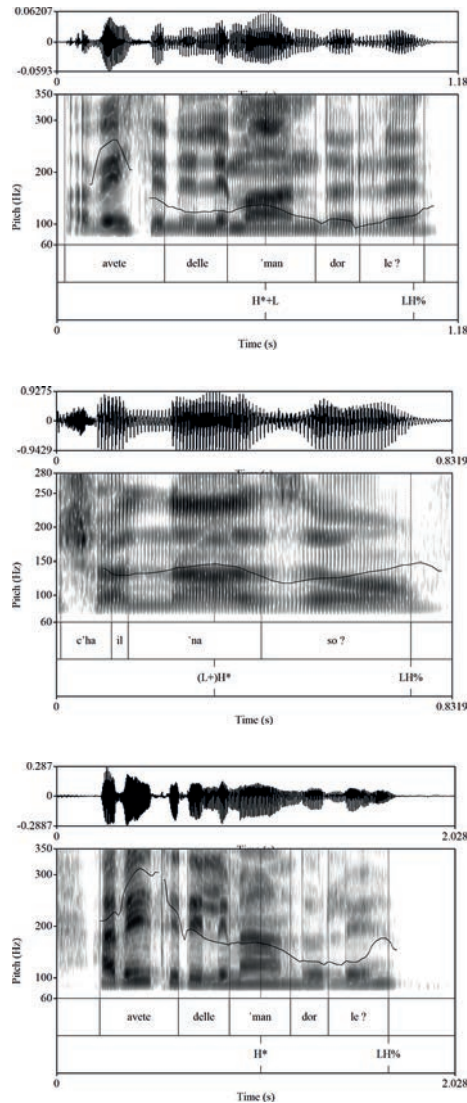 0.06207
0
-0.0593
0 1.18
Time (s)
350
300
200
100
60
Pitch (Hz)
avete delle 'man dor le ?
H*+L LH%
0 1.18
Time (s)
0.9275
0
-0.9429
0 0.8319
280
250
200
150
100
60
Pitch (Hz)
c'ha il 'na so ?
(L+)H* LH%
0 0.8319
Time (s)
0.287
0
-0.2887
0 2.028
350
300
200
100
60
Pitch (Hz)
avete delle 'man dor le ?
H* LH%
0 2.028
Time (s)